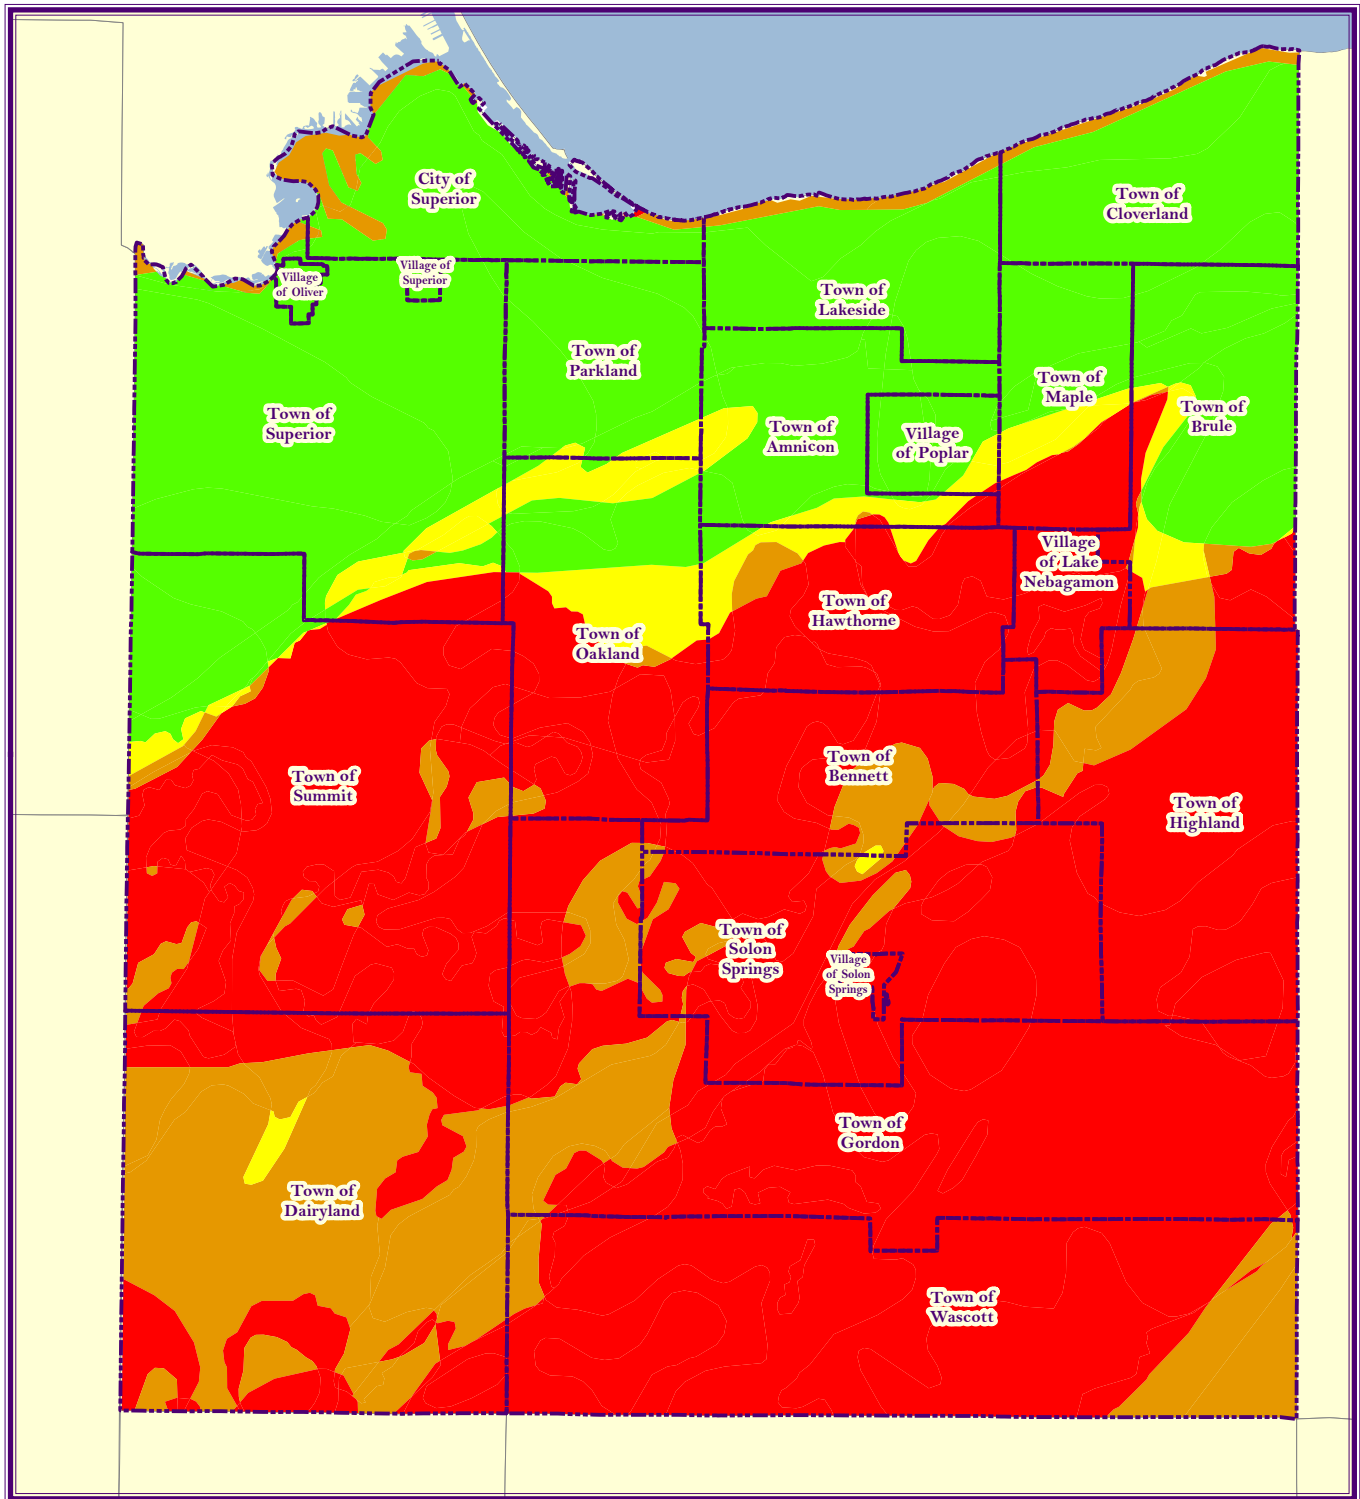 City of
Superior
Town of
Cloverland
Village
of Oliver
Village of
Superior
Town of
Lakeside
Town of
Parkland
Town of
Maple
Town of
Brule
Town of
Superior
Town of
Amnicon
Village
of Poplar
Village
of Lake
Nebagamon
Town of
Hawthorne
Town of
Oakland
Town of
Bennett
Town of
Summit
Town of
Highland
Town of
Solon
Springs
Village
of Solon
Springs
Town of
Gordon
Town of
Dairyland
Town of
Wascott